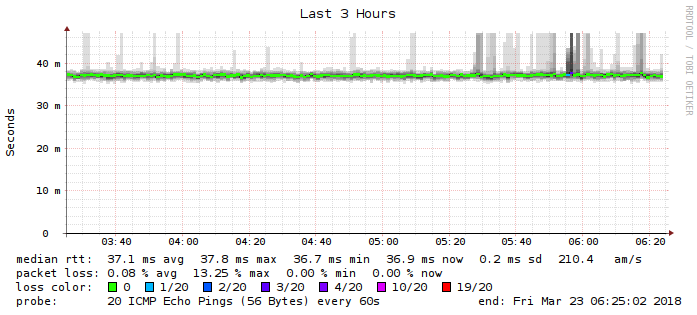 Last 3 Hours
RRDTOOL / TOBI OETIKER
Seconds
40 m
30 m
20 m
10 m
0
03:40 04:00 04:20 04:40 05:00 05:20 05:40 06:00 06:20
median rtt: 37.1 ms avg 37.8 ms max 36.7 ms min 36.9 ms now 0.2 ms sd 210.4 am/s
packet loss: 0.08 % avg 13.25 % max 0.00 % min 0.00 % now
loss color: 0 1/20 2/20 3/20 4/20 10/20 19/20
probe: 20 ICMP Echo Pings (56 Bytes) every 60s end: Fri Mar 23 06:25:02 2018